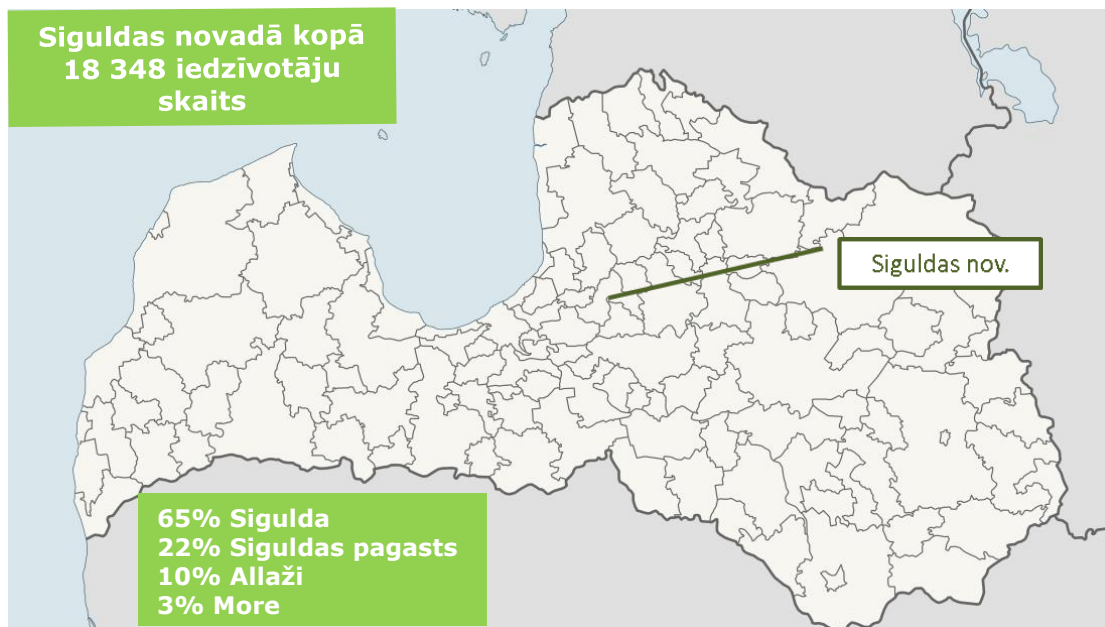 Siguldas novadā kopā
18 348 iedzīvotāju
skaits
Siguldas nov.
65% Sigulda
22% Siguldas pagasts
10% Allaži
3% More